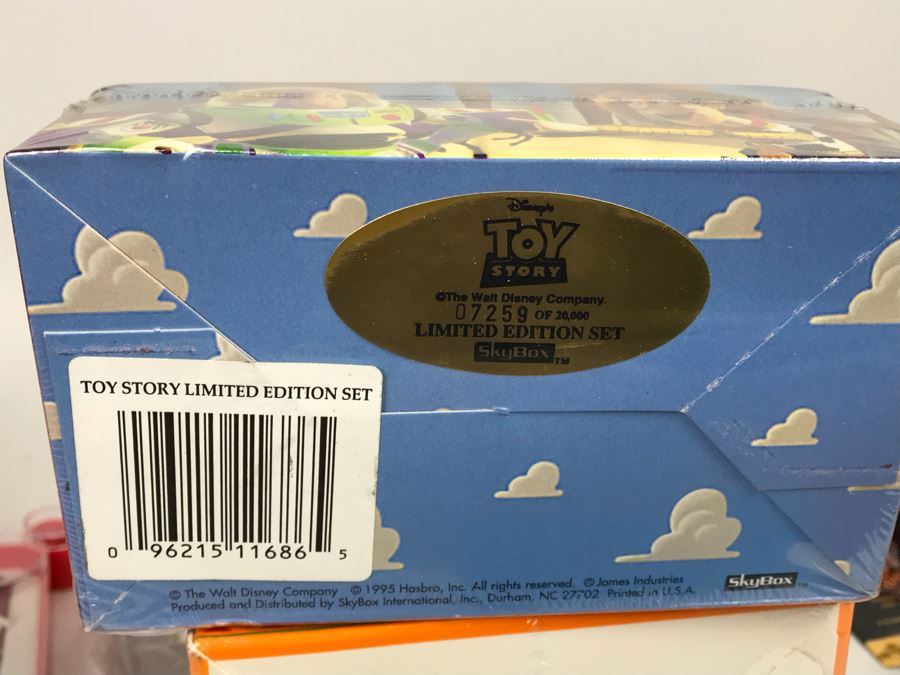 Disney's
TOY
STORY
©The Walt Disney Company.
07259 OF 20,000
LIMITED EDITION SET
SkyBox TM
TOY STORY LIMITED EDITION SET
0 96215 11686 5
© The Walt Disney Company © 1995 Hasbro, Inc. All rights reserved. © James Industries
Produced and Distributed by SkyBox International, Inc., Durham, NC 27702 Printed in U.S.A.
SkyBox TM